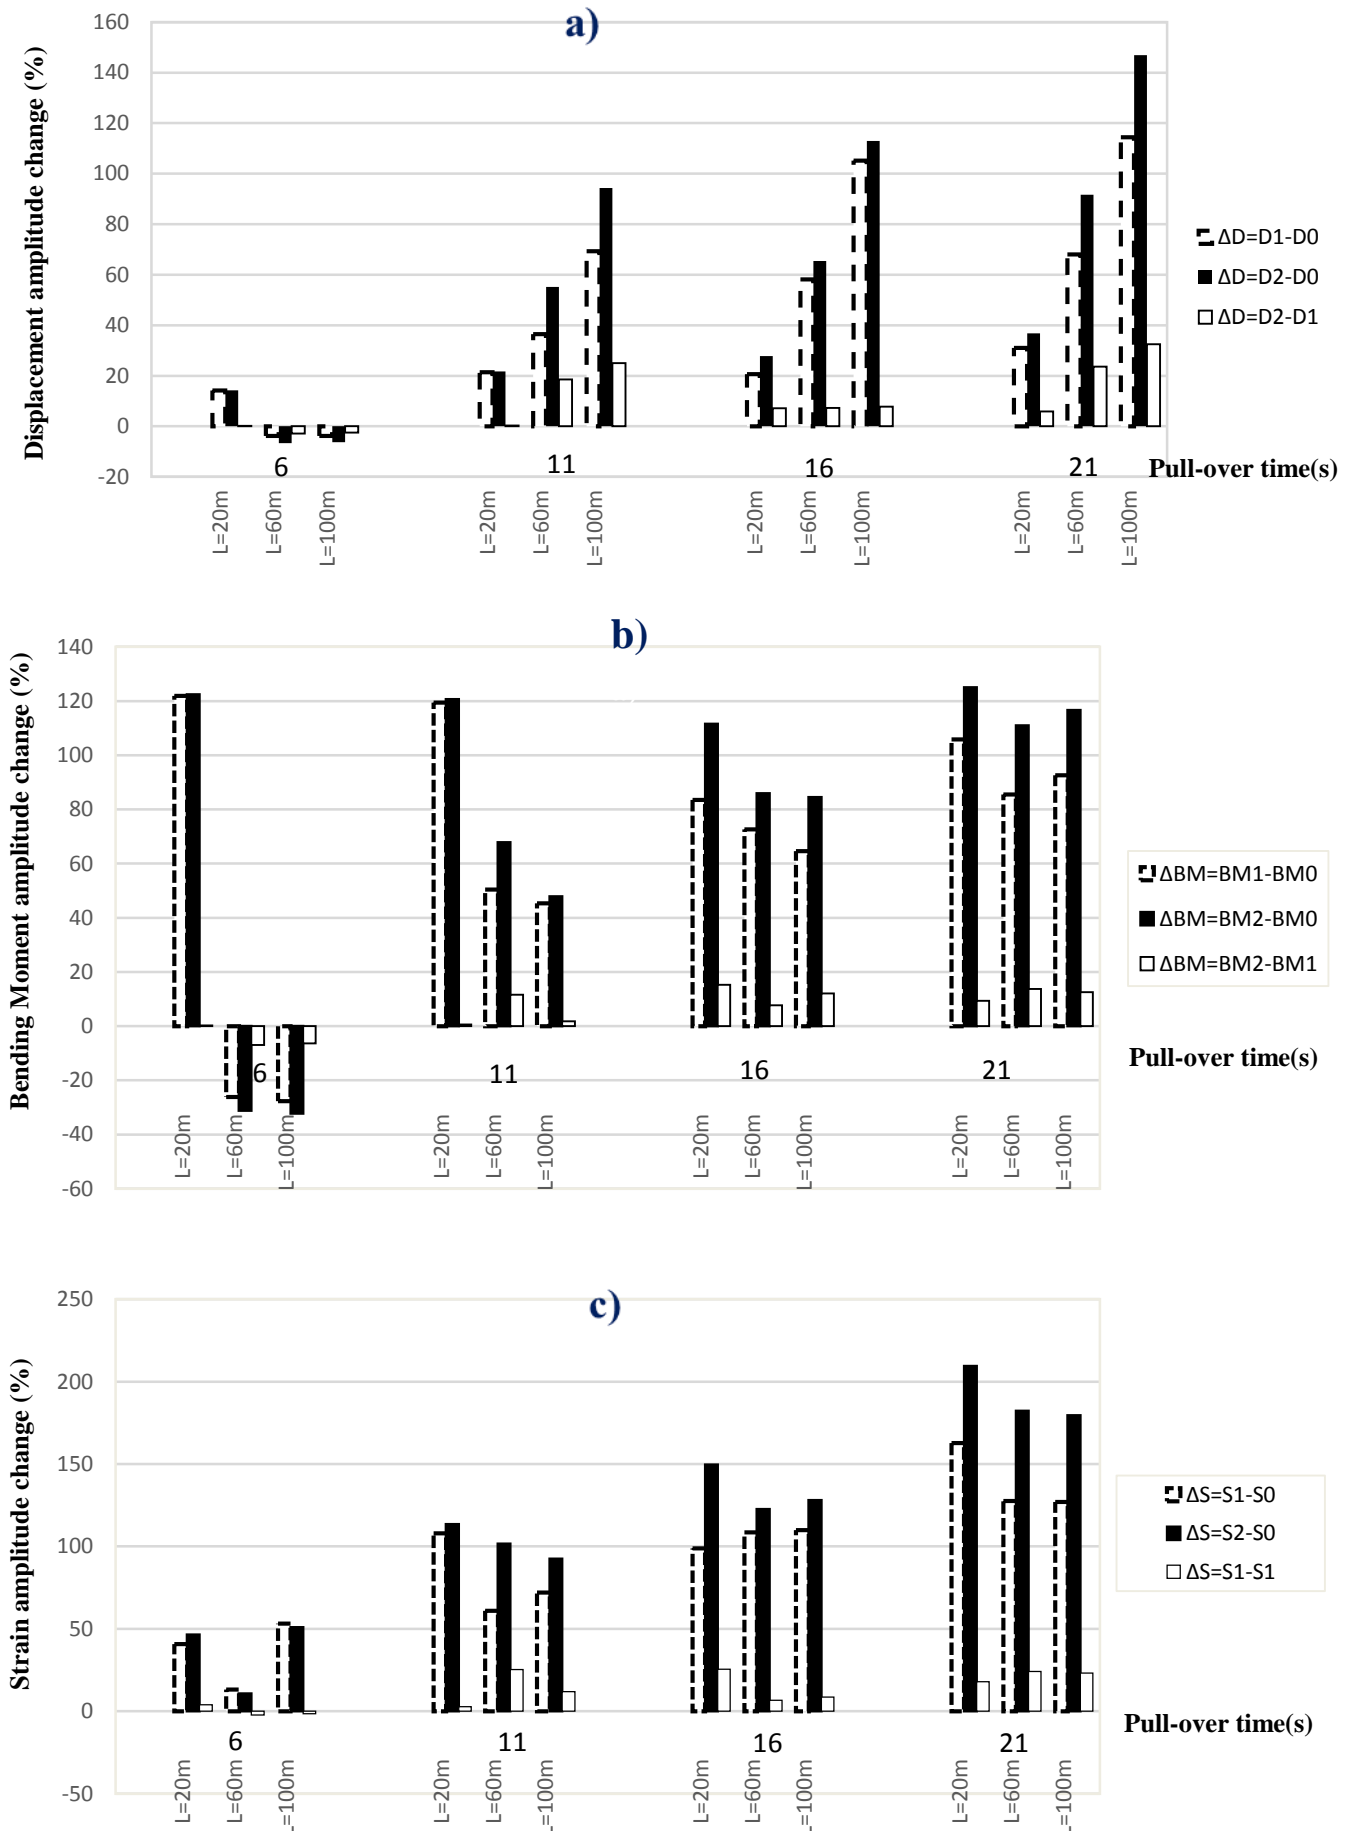 a)
Displacement amplitude change (%)
160
140
120
100
80
60
40
20
0
-20
6
11
16
21
Pull-over time(s)
L=20m
L=60m
L=100m
L=20m
L=60m
L=100m
L=20m
L=60m
L=100m
L=20m
L=60m
L=100m
ΔD=D1-D0
ΔD=D2-D0
ΔD=D2-D1
b)
Bending Moment amplitude change (%)
140
120
100
80
60
40
20
0
-20
-40
-60
6
11
16
21
Pull-over time(s)
L=20m
L=60m
L=100m
L=20m
L=60m
L=100m
L=20m
L=60m
L=100m
L=20m
L=60m
L=100m
ΔBM=BM1-BM0
ΔBM=BM2-BM0
ΔBM=BM2-BM1
c)
Strain amplitude change (%)
250
200
150
100
50
0
-50
6
11
16
21
Pull-over time(s)
L=20m
L=60m
L=100m
L=20m
L=60m
L=100m
L=20m
L=60m
L=100m
L=20m
L=60m
L=100m
ΔS=S1-S0
ΔS=S2-S0
ΔS=S1-S1